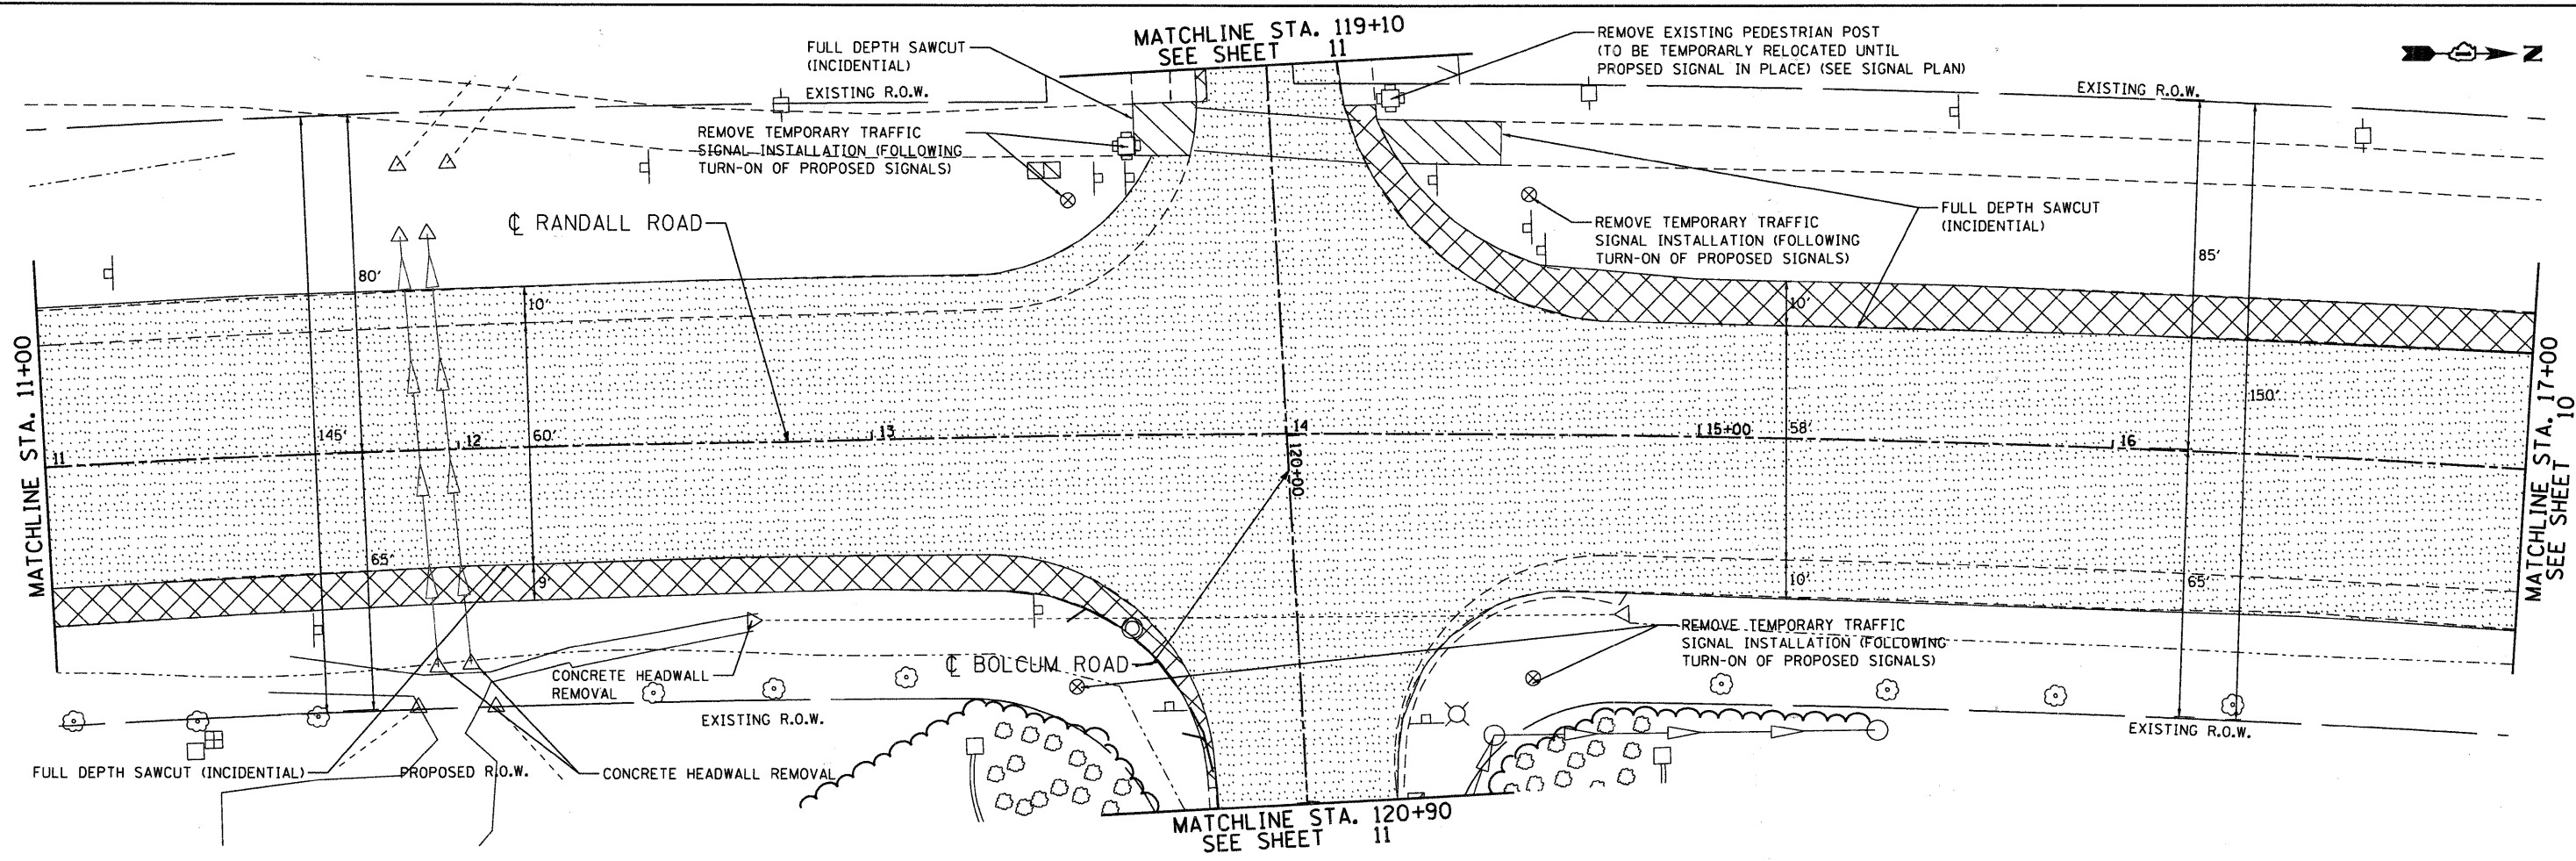 MATCHLINE STA. 119+10
SEE SHEET 11
FULL DEPTH SAWCUT
(INCIDENTIAL)
REMOVE EXISTING PEDESTRIAN POST
(TO BE TEMPORARLY RELOCATED UNTIL
PROPSED SIGNAL IN PLACE) (SEE SIGNAL PLAN)
N
EXISTING R.O.W.
EXISTING R.O.W.
REMOVE TEMPORARY TRAFFIC
SIGNAL INSTALLATION (FOLLOWING
TURN-ON OF PROPOSED SIGNALS)
℄ RANDALL ROAD
REMOVE TEMPORARY TRAFFIC
SIGNAL INSTALLATION (FOLLOWING
TURN-ON OF PROPOSED SIGNALS)
FULL DEPTH SAWCUT
(INCIDENTIAL)
80'
85'
10'
10'
MATCHLINE STA. 11+00
11
145'
12
60'
13
14
120+00
15+00
58'
16
150'
MATCHLINE STA. 17+00
SEE SHEET 10
65'
9'
10'
65'
℄ BOLCUM ROAD
CONCRETE HEADWALL
REMOVAL
REMOVE TEMPORARY TRAFFIC
SIGNAL INSTALLATION (FOLLOWING
TURN-ON OF PROPOSED SIGNALS)
EXISTING R.O.W.
EXISTING R.O.W.
FULL DEPTH SAWCUT (INCIDENTIAL)
PROPOSED R.O.W.
CONCRETE HEADWALL REMOVAL
MATCHLINE STA. 120+90
SEE SHEET 11